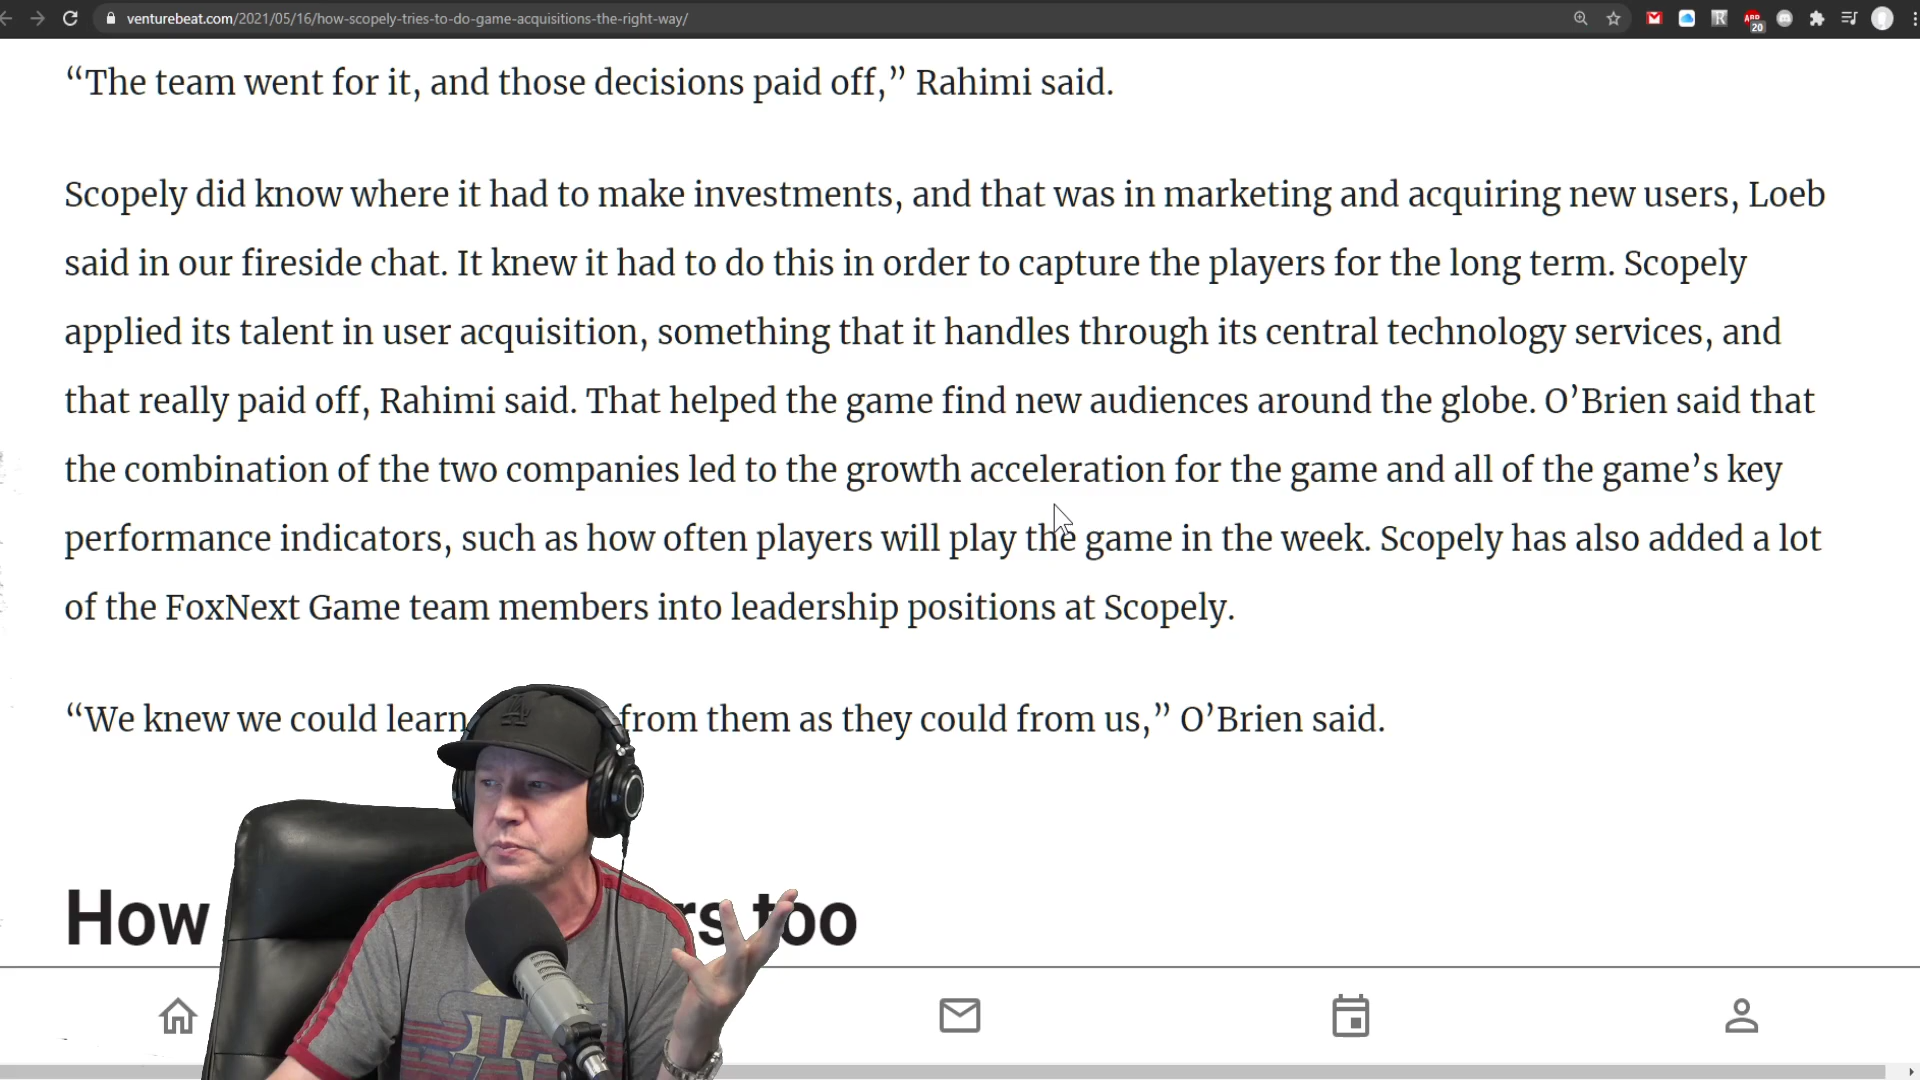 venturebeat.com/2021/05/16/how-scopely-tries-to-do-game-acquisitions-the-right-way/
ABP
20
“The team went for it, and those decisions paid off,” Rahimi said.
Scopely did know where it had to make investments, and that was in marketing and acquiring new users, Loeb
said in our fireside chat. It knew it had to do this in order to capture the players for the long term. Scopely
applied its talent in user acquisition, something that it handles through its central technology services, and
that really paid off, Rahimi said. That helped the game find new audiences around the globe. O’Brien said that
the combination of the two companies led to the growth acceleration for the game and all of the game’s key
performance indicators, such as how often players will play the game in the week. Scopely has also added a lot
of the FoxNext Game team members into leadership positions at Scopely.
“We knew we could learn from them as they could from us,” O’Brien said.
How too